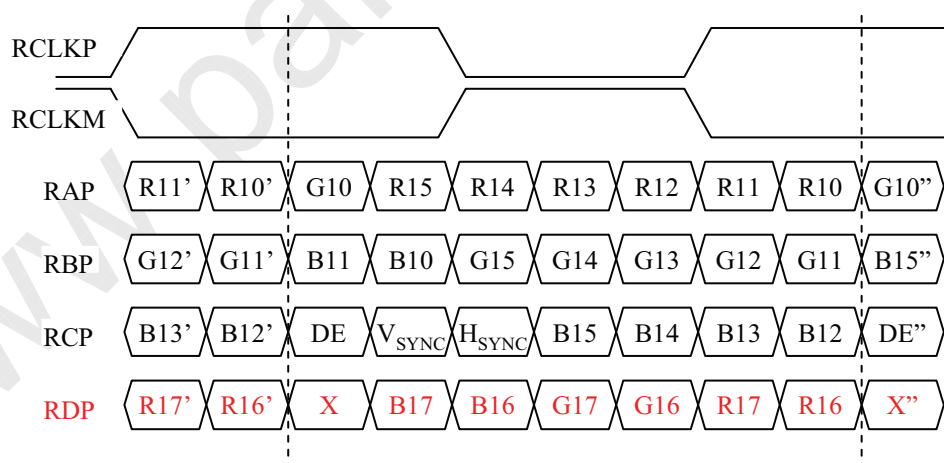 RCLKP
RCLKM
RAP R11’ R10’ G10 R15 R14 R13 R12 R11 R10 G10”
RBP G12’ G11’ B11 B10 G15 G14 G13 G12 G11 B15”
RCP B13’ B12’ DE VSYNC HSYNC B15 B14 B13 B12 DE”
RDP R17’ R16’ X B17 B16 G17 G16 R17 R16 X”